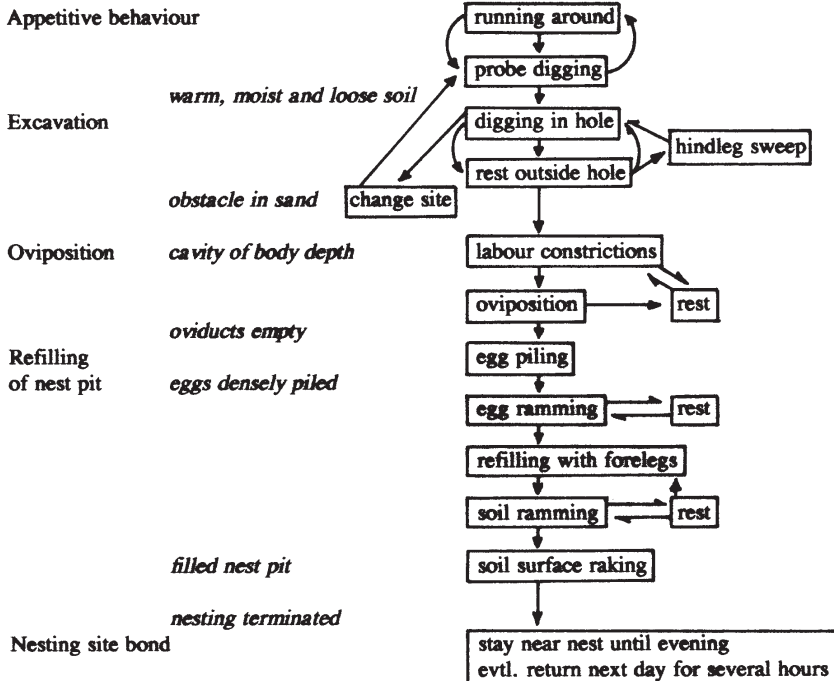 Appetitive behaviour
running around
probe digging
warm, moist and loose soil
Excavation
digging in hole
hindleg sweep
rest outside hole
obstacle in sand
change site
Oviposition
cavity of body depth
labour constrictions
oviposition
rest
oviducts empty
Refilling
of nest pit
egg piling
eggs densely piled
egg ramming
rest
refilling with forelegs
soil ramming
rest
filled nest pit
soil surface raking
nesting terminated
Nesting site bond
stay near nest until evening
evtl. return next day for several hours